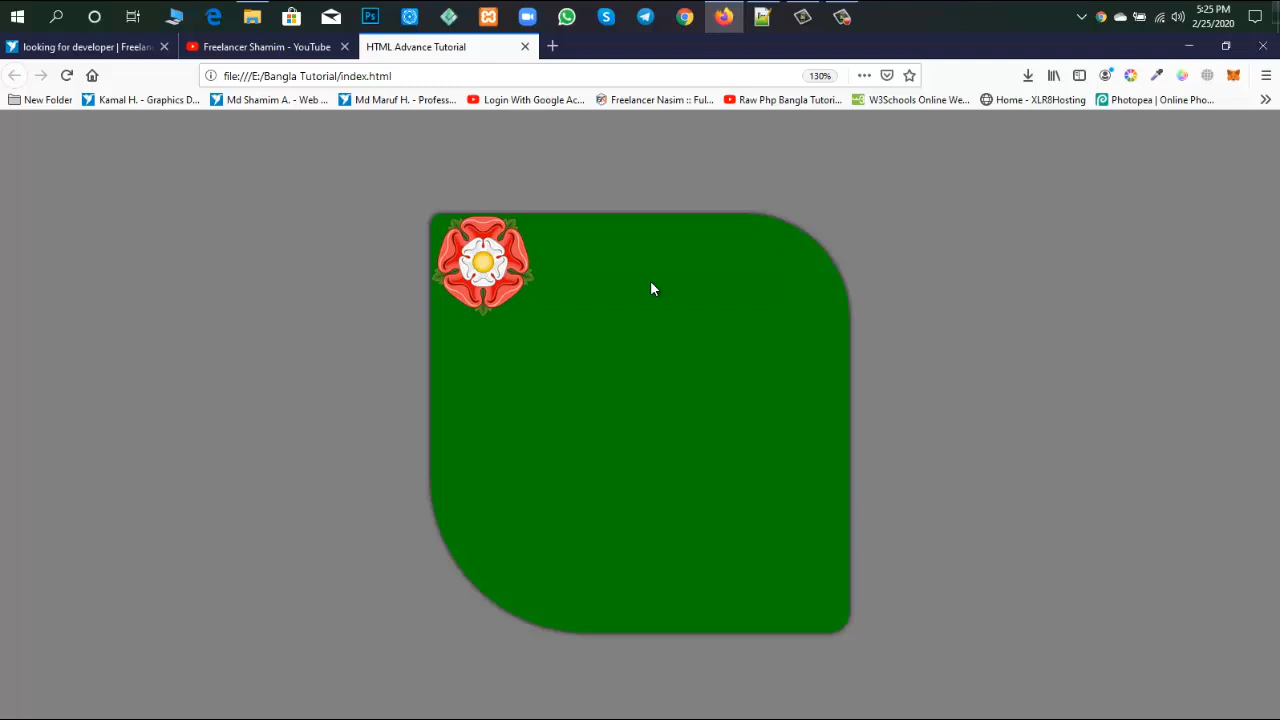 5:25 PM
2/25/2020
looking for developer | Freelan
Freelancer Shamim - YouTube
HTML Advance Tutorial
file:///E:/Bangla Tutorial/index.html
130%
New Folder
Kamal H. - Graphics D...
Md Shamim A. - Web ...
Md Maruf H. - Profess...
Login With Google Ac...
Freelancer Nasim :: Ful...
Raw Php Bangla Tutori...
W3Schools Online We...
Home - XLR8Hosting
Photopea | Online Pho...